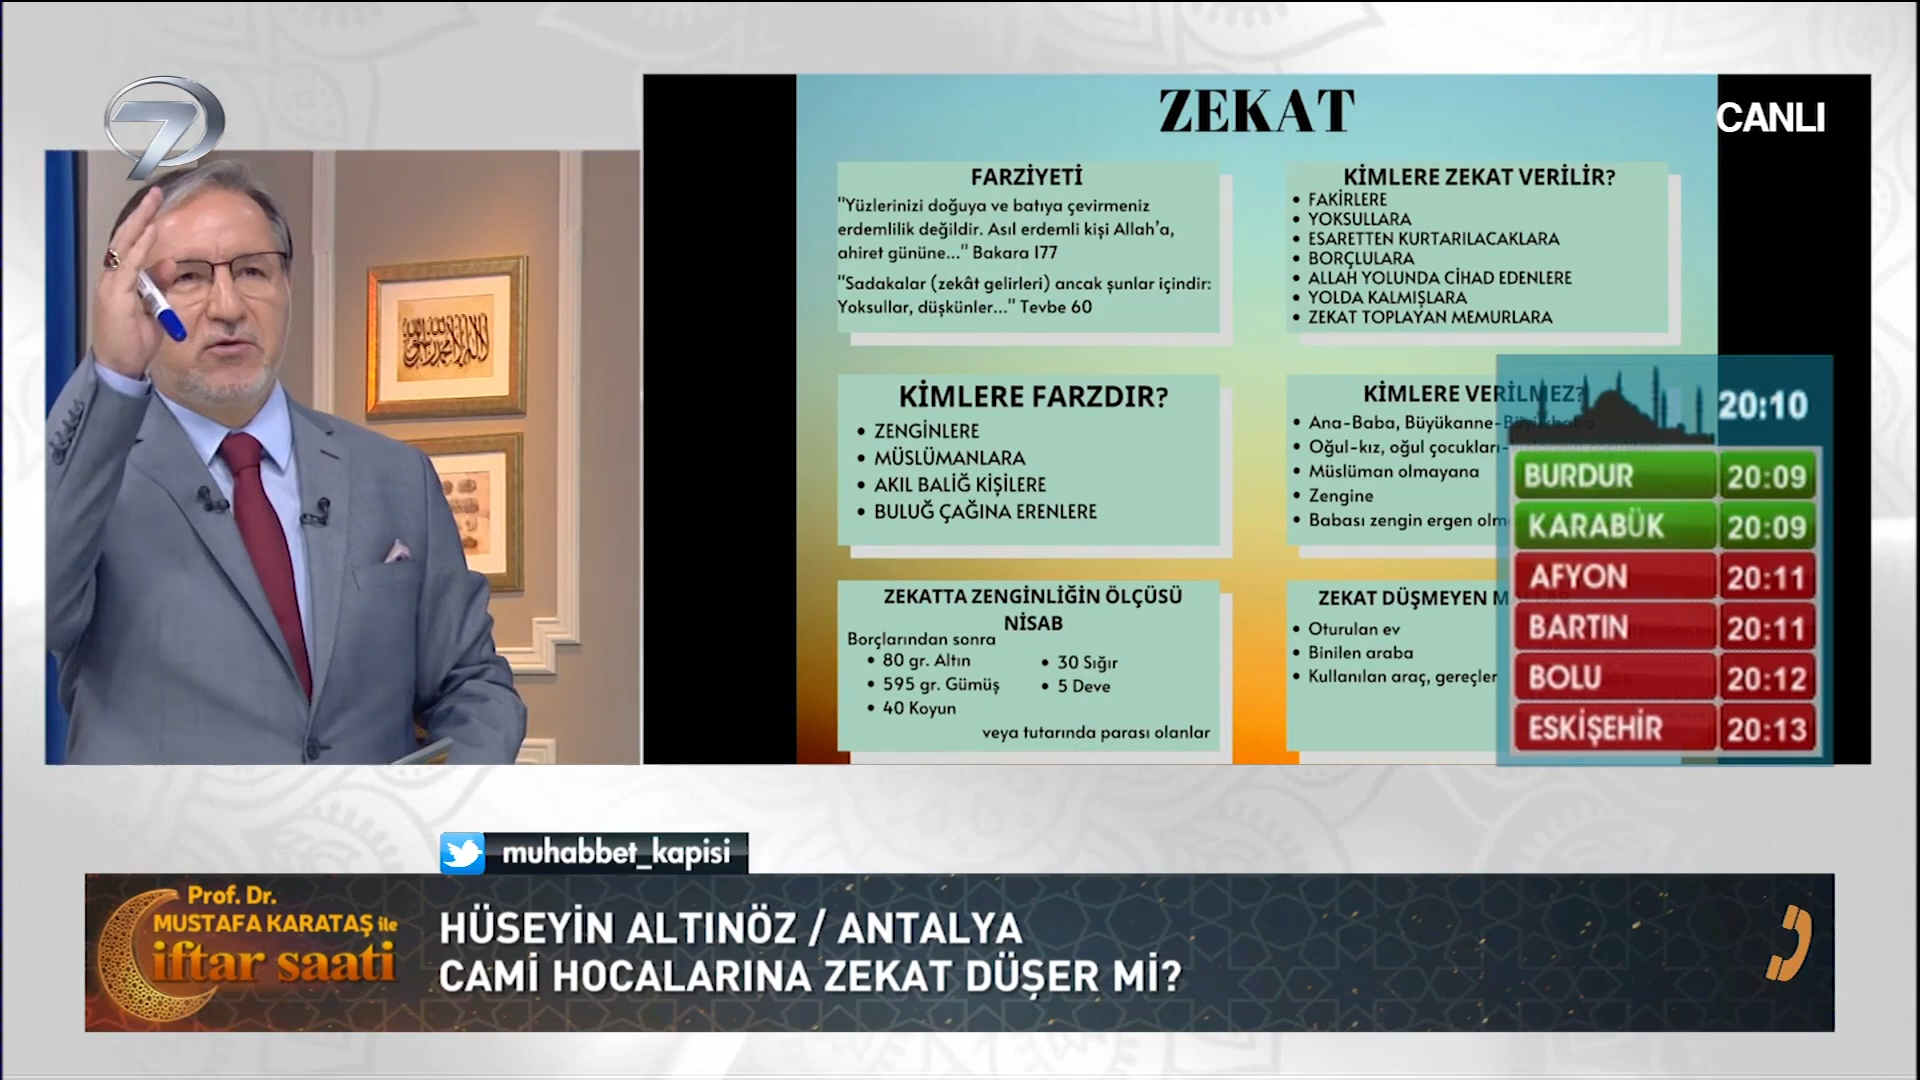 7
CANLI
ZEKAT
FARZİYETİ
"Yüzlerinizi doğuya ve batıya çevirmeniz
erdemlilik değildir. Asıl erdemli kişi Allah'a,
ahiret gününe..." Bakara 177
"Sadakalar (zekât gelirleri) ancak şunlar içindir:
Yoksullar, düşkünler..." Tevbe 60
KİMLERE ZEKAT VERİLİR?
• FAKİRLERE
• YOKSULLARA
• ESARETTEN KURTARILACAKLARA
• BORÇLULARA
• ALLAH YOLUNDA CİHAD EDENLERE
• YOLDA KALMIŞLARA
• ZEKAT TOPLAYAN MEMURLARA
KİMLERE FARZDIR?
• ZENGİNLERE
• MÜSLÜMANLARA
• AKIL BALİĞ KİŞİLERE
• BULUĞ ÇAĞINA ERENLERE
KİMLERE VERİLMEZ?
• Ana-Baba, Büyükanne-Büyükbaba
• Oğul-kız, oğul çocukları-
• Müslüman olmayana
• Zengine
• Babası zengin ergen olm
ZEKATTA ZENGİNLİĞİN ÖLÇÜSÜ
NİSAB
Borçlarından sonra
• 80 gr. Altın
• 595 gr. Gümüş
• 40 Koyun
• 30 Sığır
• 5 Deve
veya tutarında parası olanlar
ZEKAT DÜŞMEYEN M
• Oturulan ev
• Binilen araba
• Kullanılan araç, gereçler
20:10
BURDUR 20:09
KARABÜK 20:09
AFYON 20:11
BARTIN 20:11
BOLU 20:12
ESKİŞEHİR 20:13
muhabbet_kapisi
Prof. Dr.
MUSTAFA KARATAŞ ile
iftar saati
HÜSEYİN ALTINÖZ / ANTALYA
CAMİ HOCALARINA ZEKAT DÜŞER Mİ?